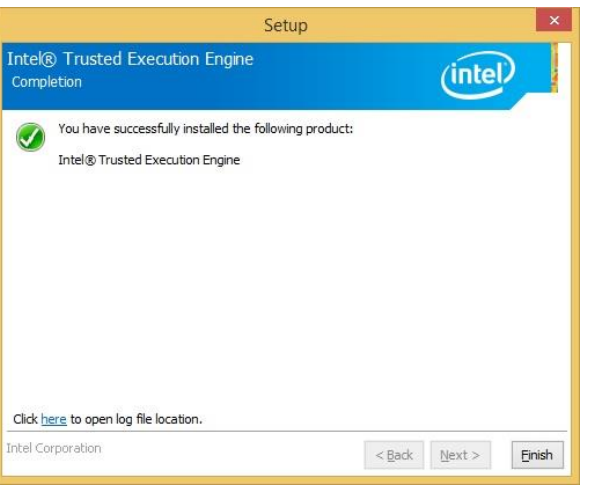 Setup
Intel® Trusted Execution Engine
Completion
intel
You have successfully installed the following product:
Intel® Trusted Execution Engine
Click here to open log file location.
Intel Corporation
< Back Next > Finish